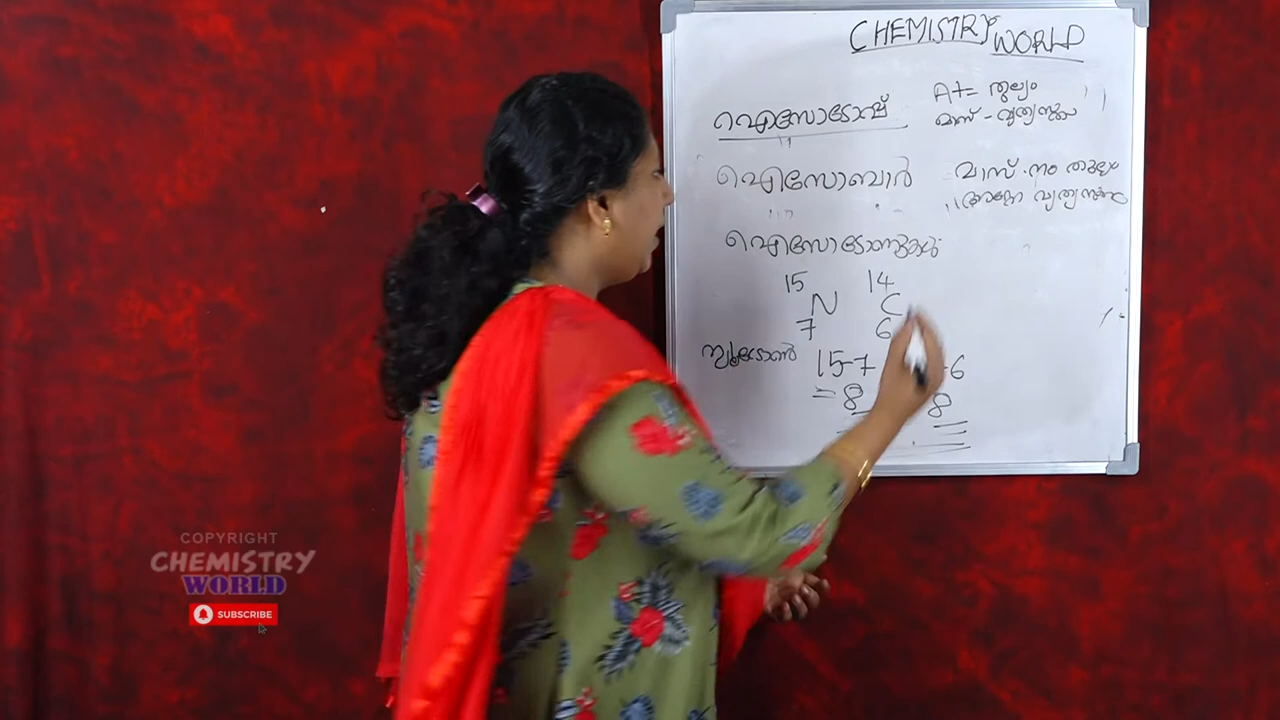 CHEMISTRY WORLD
ഐസോടോപ്
At = തുല്യം
മാസ് - വ്യത്യസ്തം
ഐസോബാർ
മാസ് നം തുല്യം
വ്യത്യസ്തം
ഐസോടോണുകൾ
15 14
N C
7 6
ന്യൂട്രോൺ 15-7 -6
= 8 8
COPYRIGHT
CHEMISTRY
WORLD
SUBSCRIBE